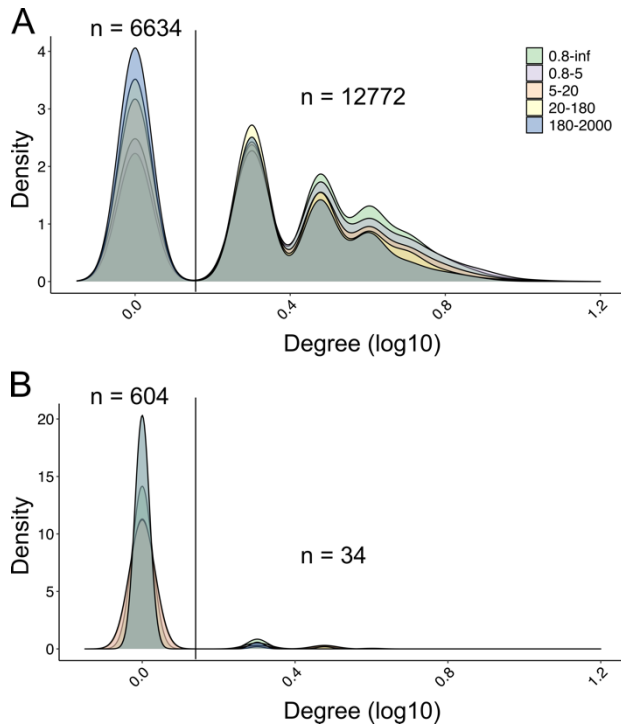 A
n = 6634
n = 12772
0.8-inf
0.8-5
5-20
20-180
180-2000
Density
4
3
2
1
0
0.0
0.4
0.8
1.2
Degree (log10)
B
n = 604
n = 34
Density
20
15
10
5
0
0.0
0.4
0.8
1.2
Degree (log10)